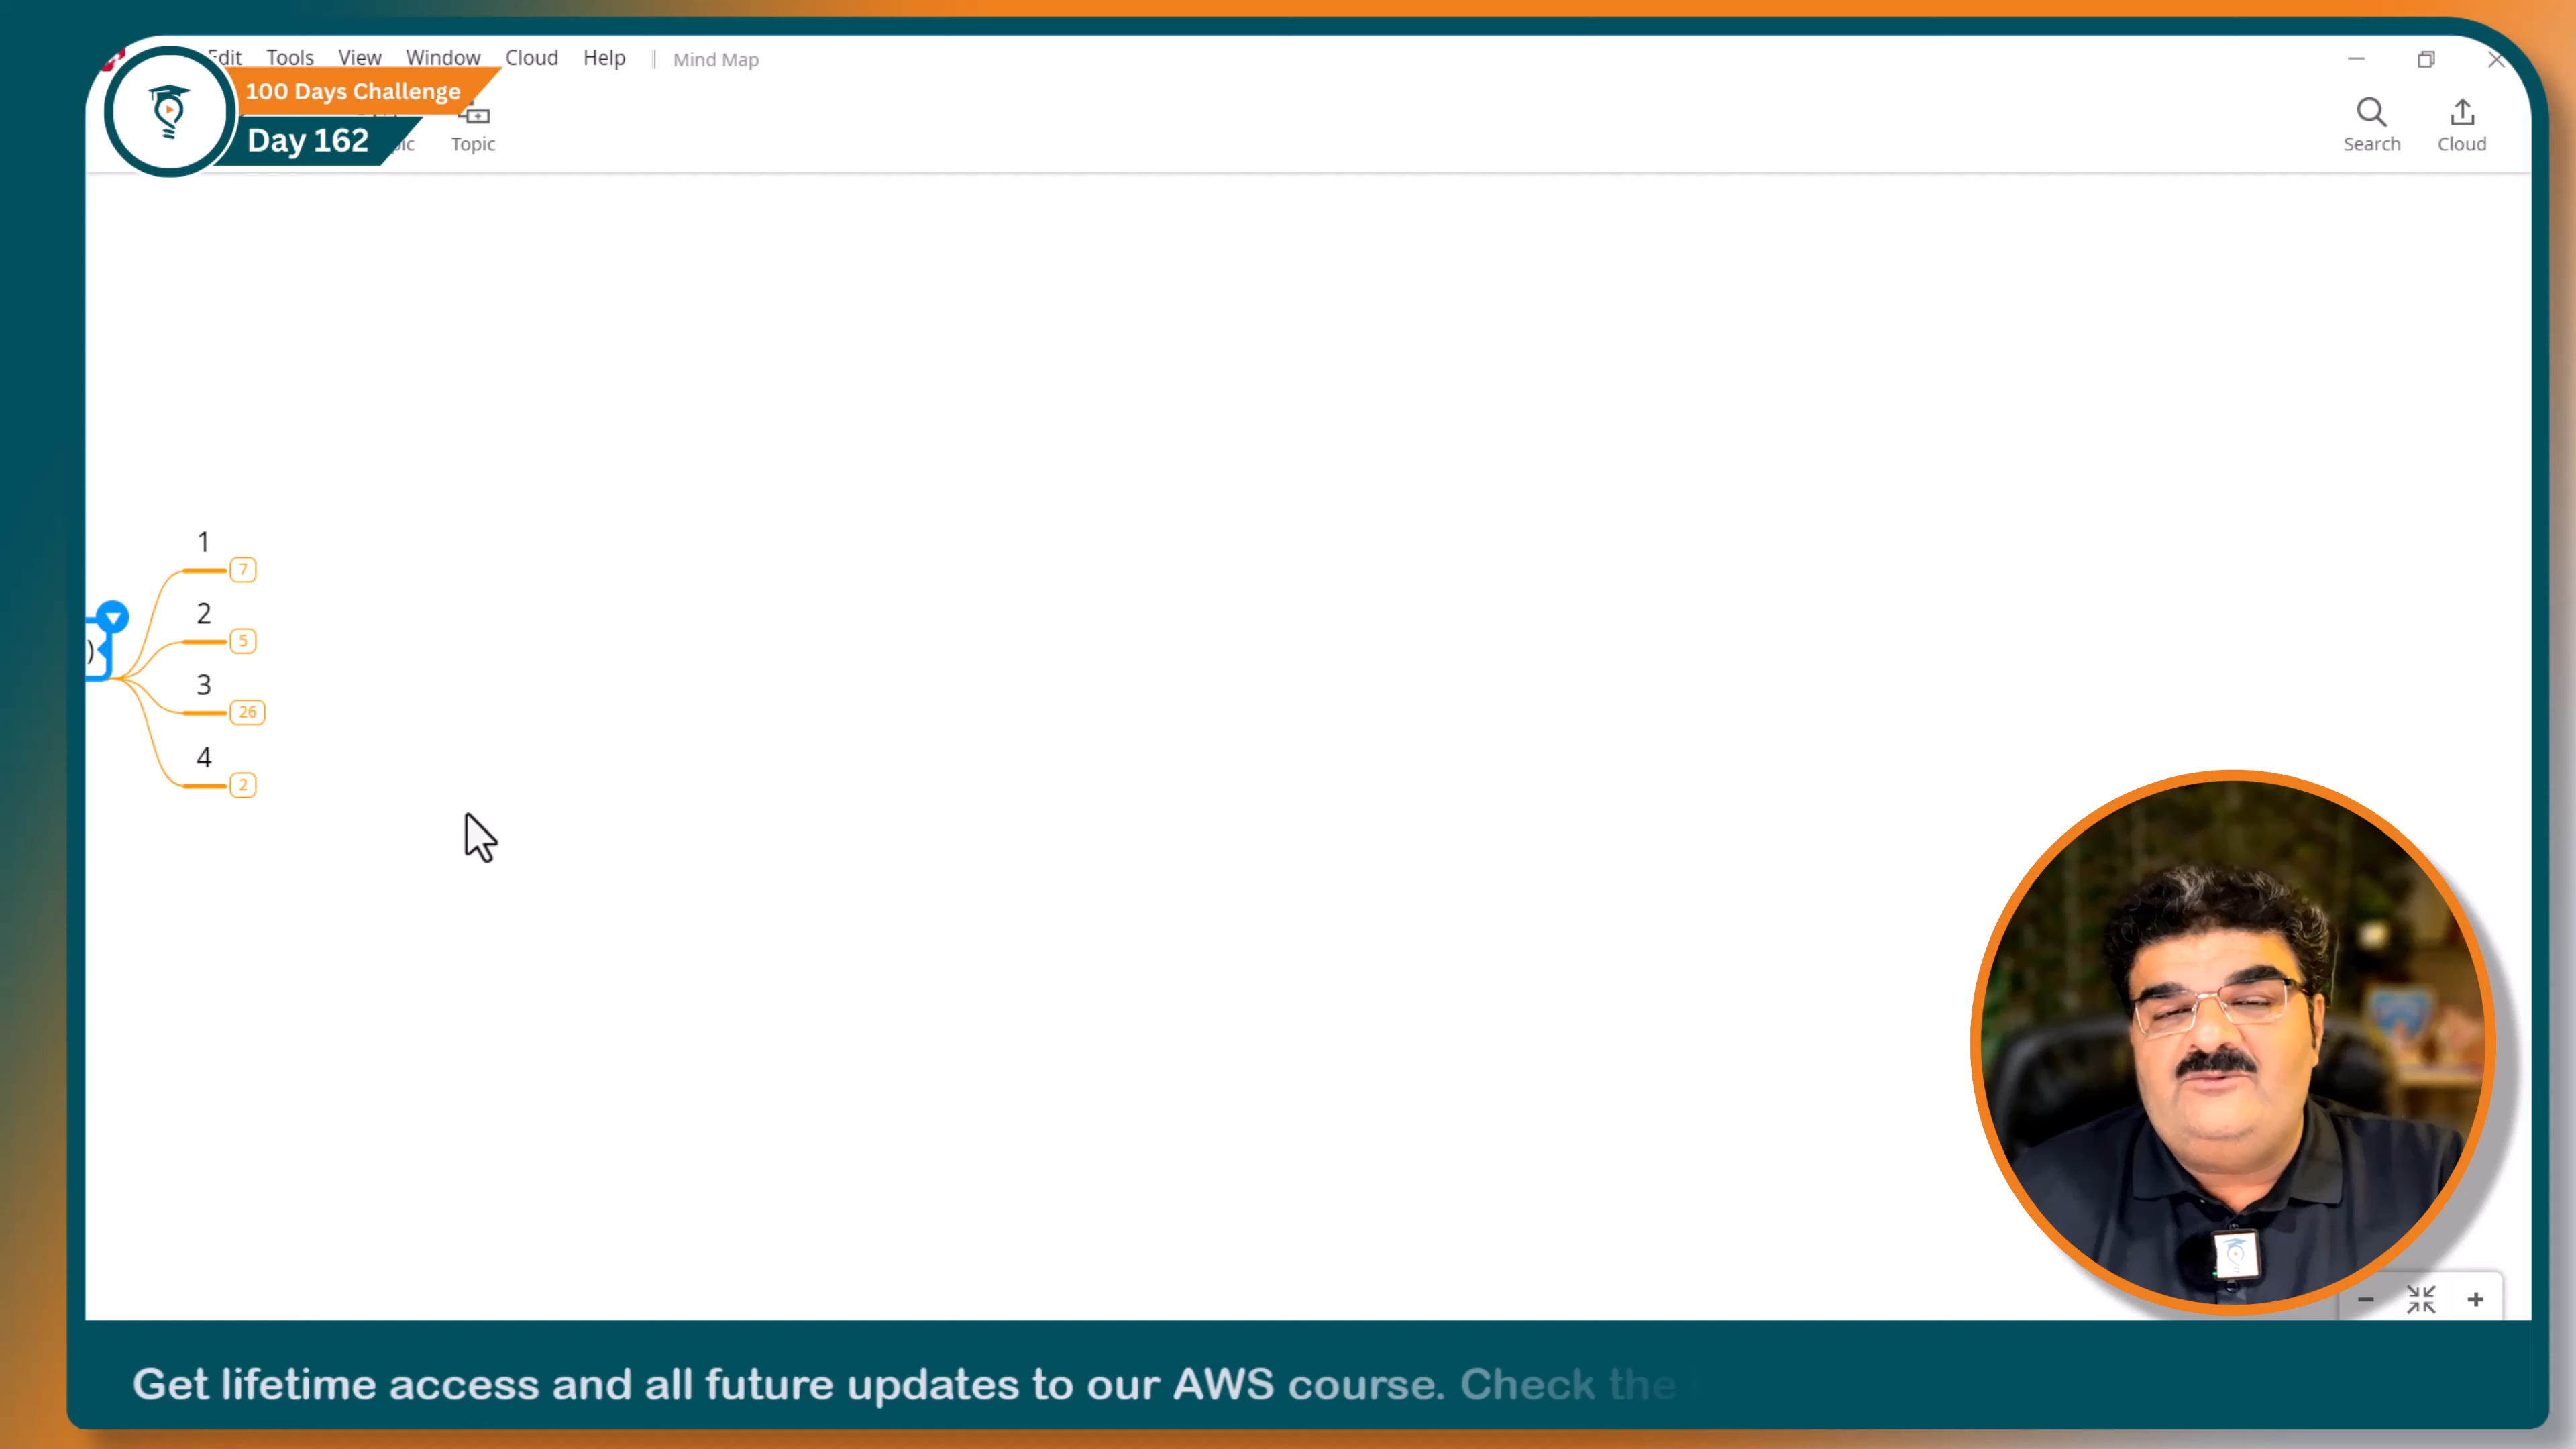 Edit Tools View Window Cloud Help | Mind Map
100 Days Challenge
Day 162
Topic
Search
Cloud
1
7
2
5
)
3
26
4
2
Get lifetime access and all future updates to our AWS course. Check the